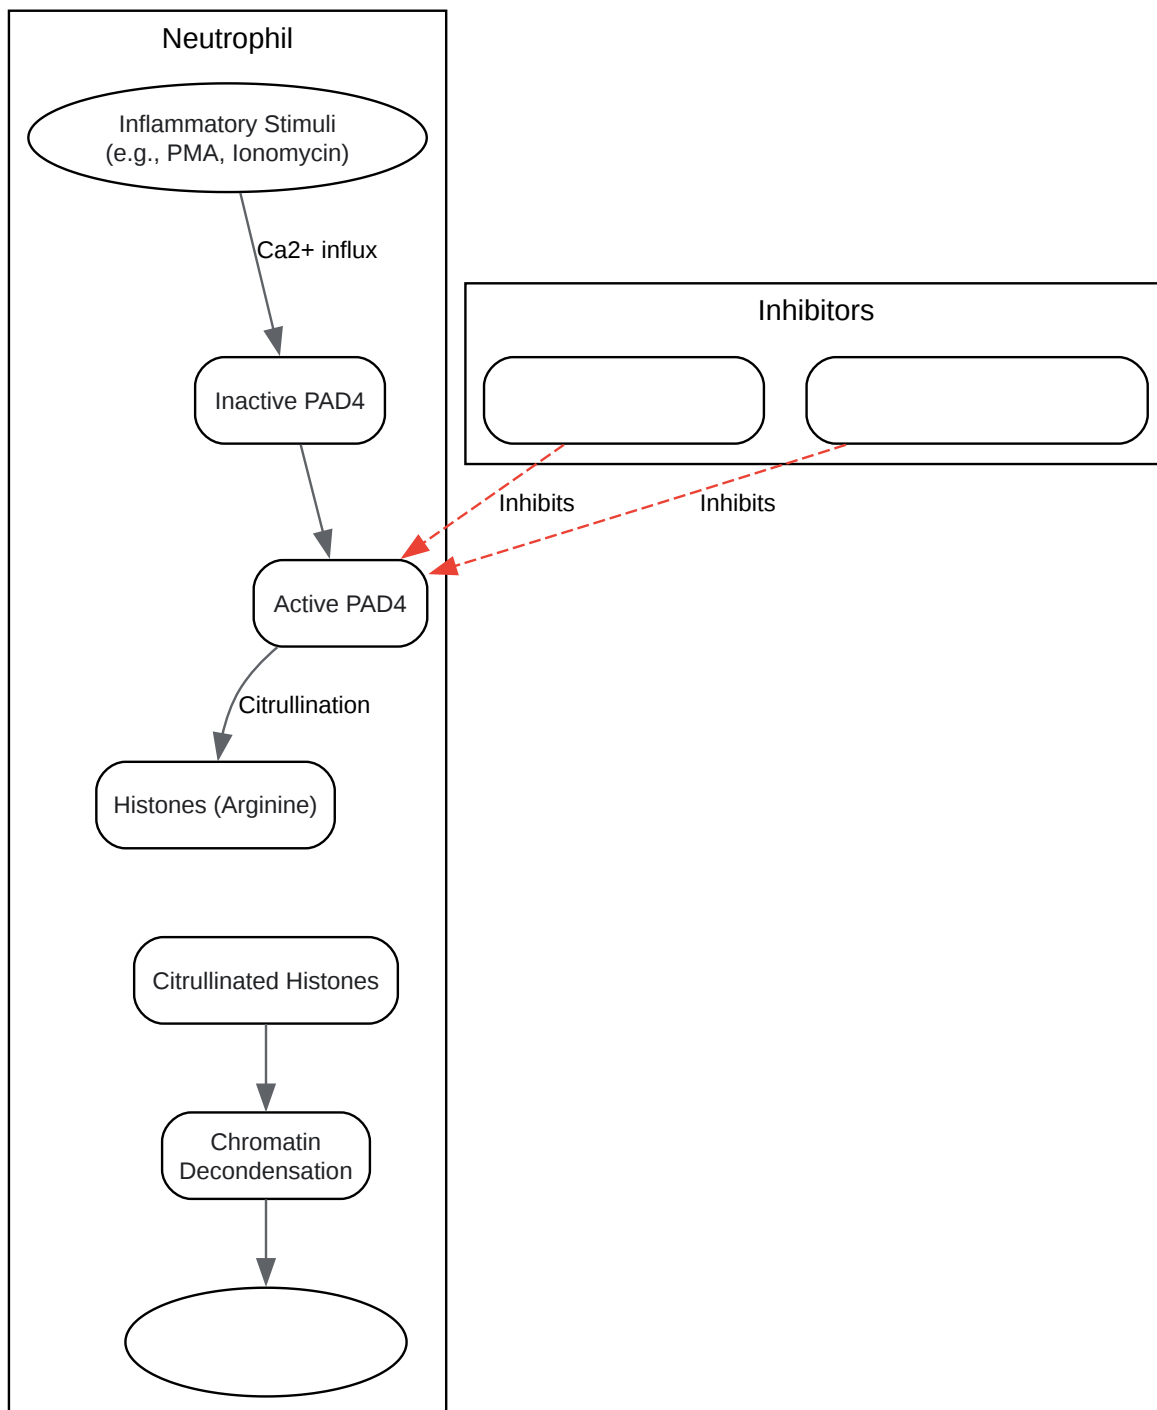 Neutrophil
Inflammatory Stimuli
(e.g., PMA, Ionomycin)
Ca2+ influx
Inhibitors
Inactive PAD4
Inhibits
Inhibits
Active PAD4
Citrullination
Histones (Arginine)
Citrullinated Histones
Chromatin
Decondensation